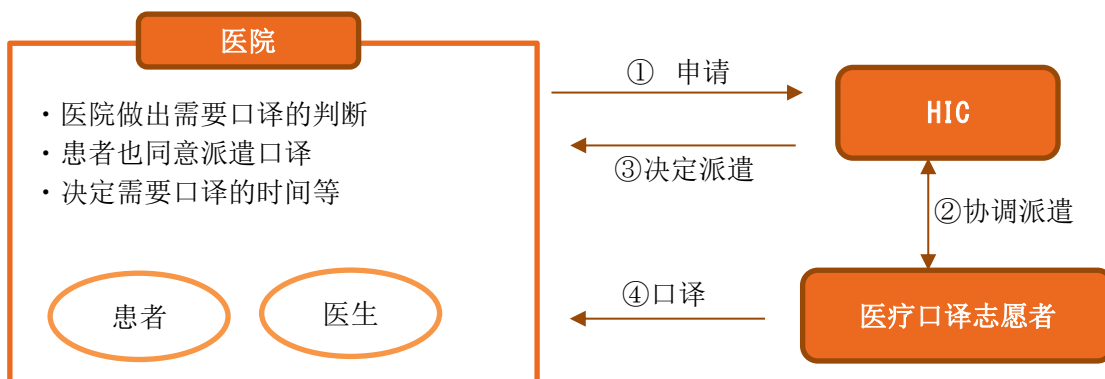 医院
・医院做出需要口译的判断
・患者也同意派遣口译
・决定需要口译的时间等
患者
医生
① 申请
③决定派遣
HIC
②协调派遣
④口译
医疗口译志愿者